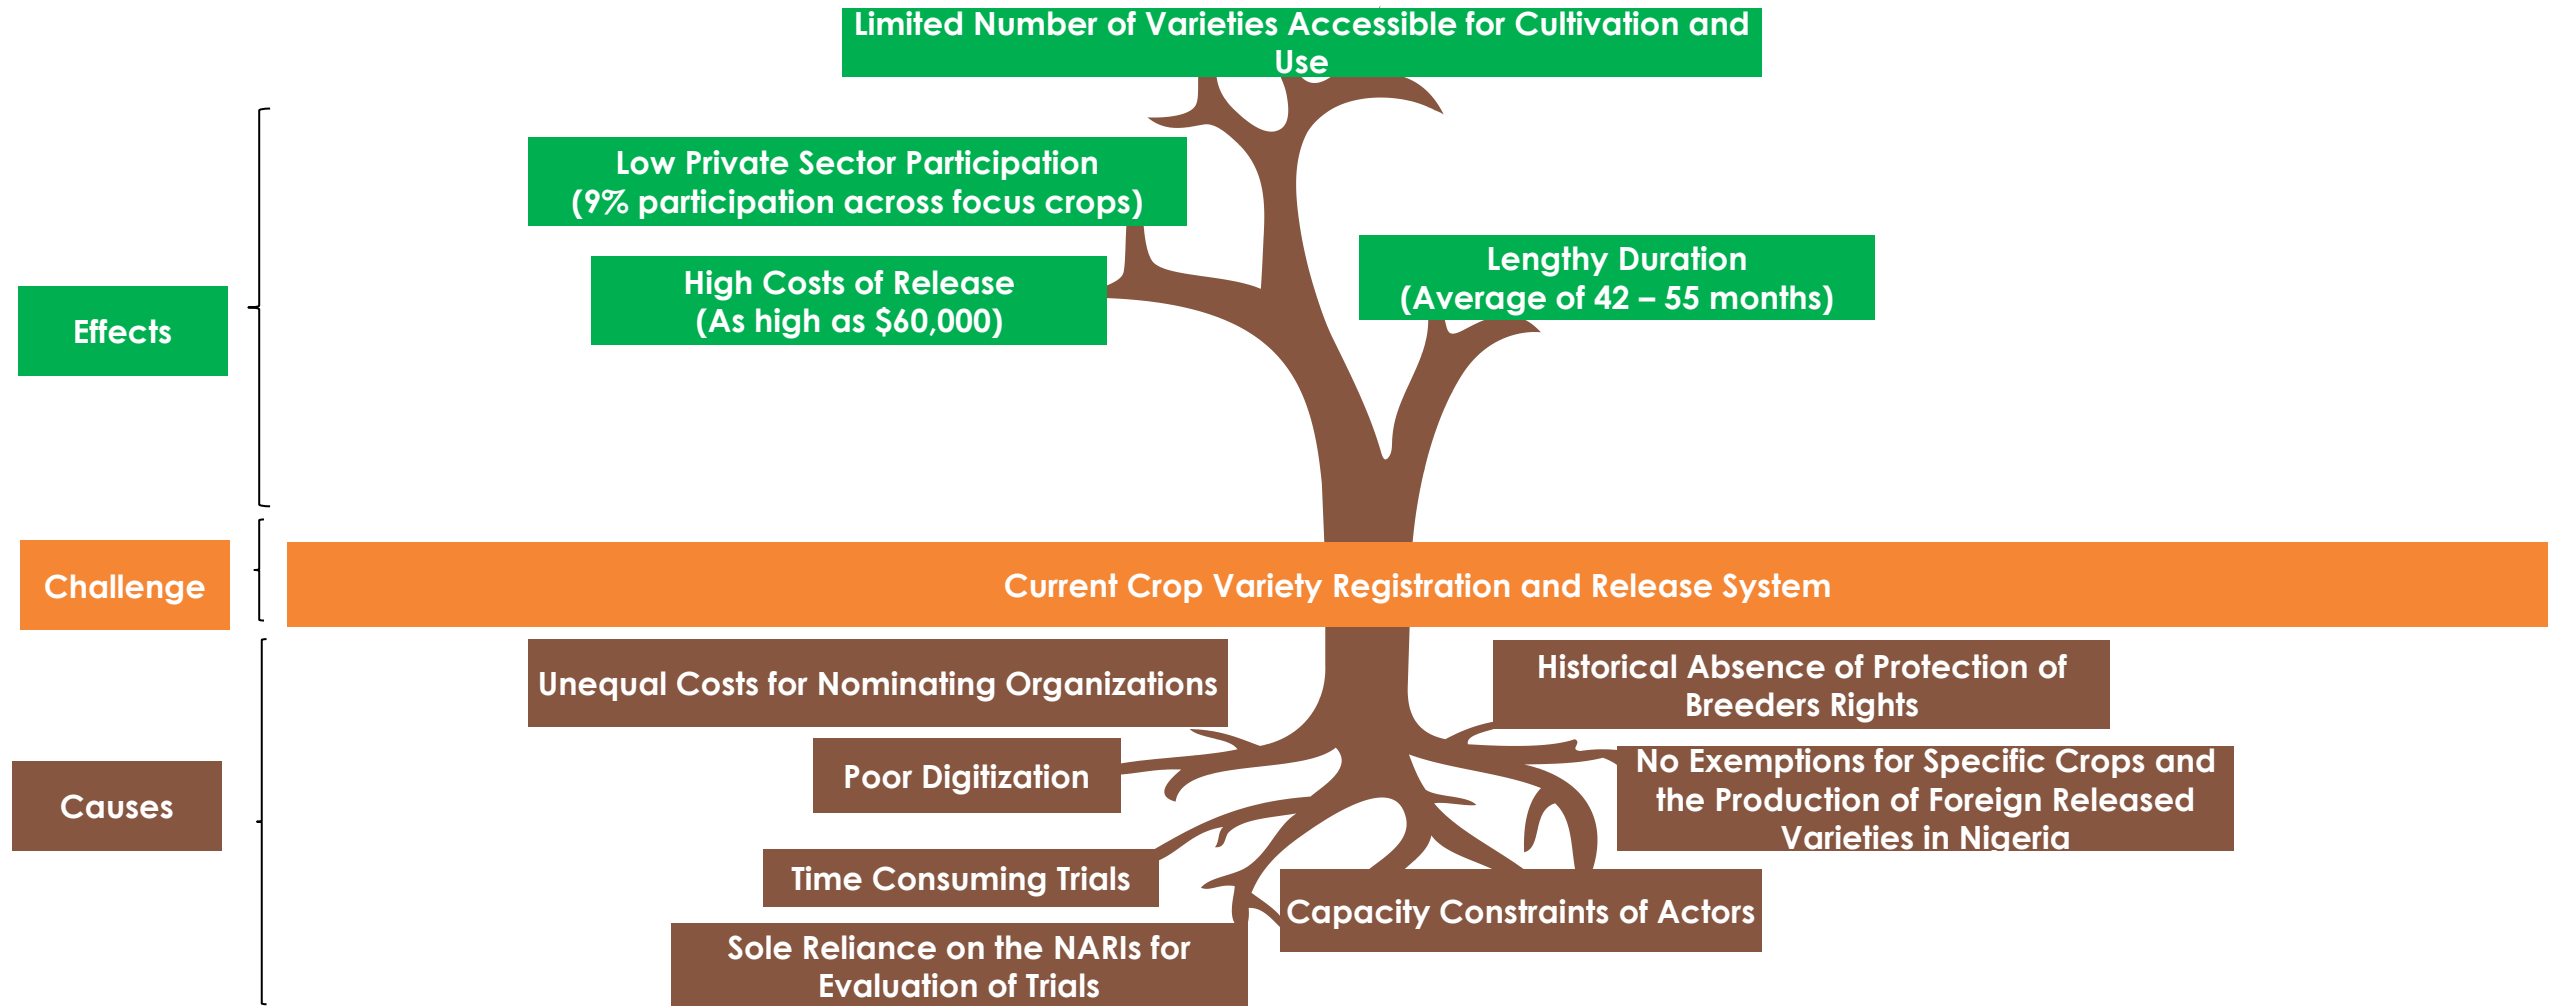 Limited Number of Varieties Accessible for Cultivation and
Use
Low Private Sector Participation
(9% participation across focus crops)
High Costs of Release
(As high as $60,000)
Lengthy Duration
(Average of 42 – 55 months)
Effects
Challenge
Current Crop Variety Registration and Release System
Unequal Costs for Nominating Organizations
Historical Absence of Protection of
Breeders Rights
Poor Digitization
No Exemptions for Specific Crops and
the Production of Foreign Released
Varieties in Nigeria
Causes
Time Consuming Trials
Capacity Constraints of Actors
Sole Reliance on the NARIs for
Evaluation of Trials